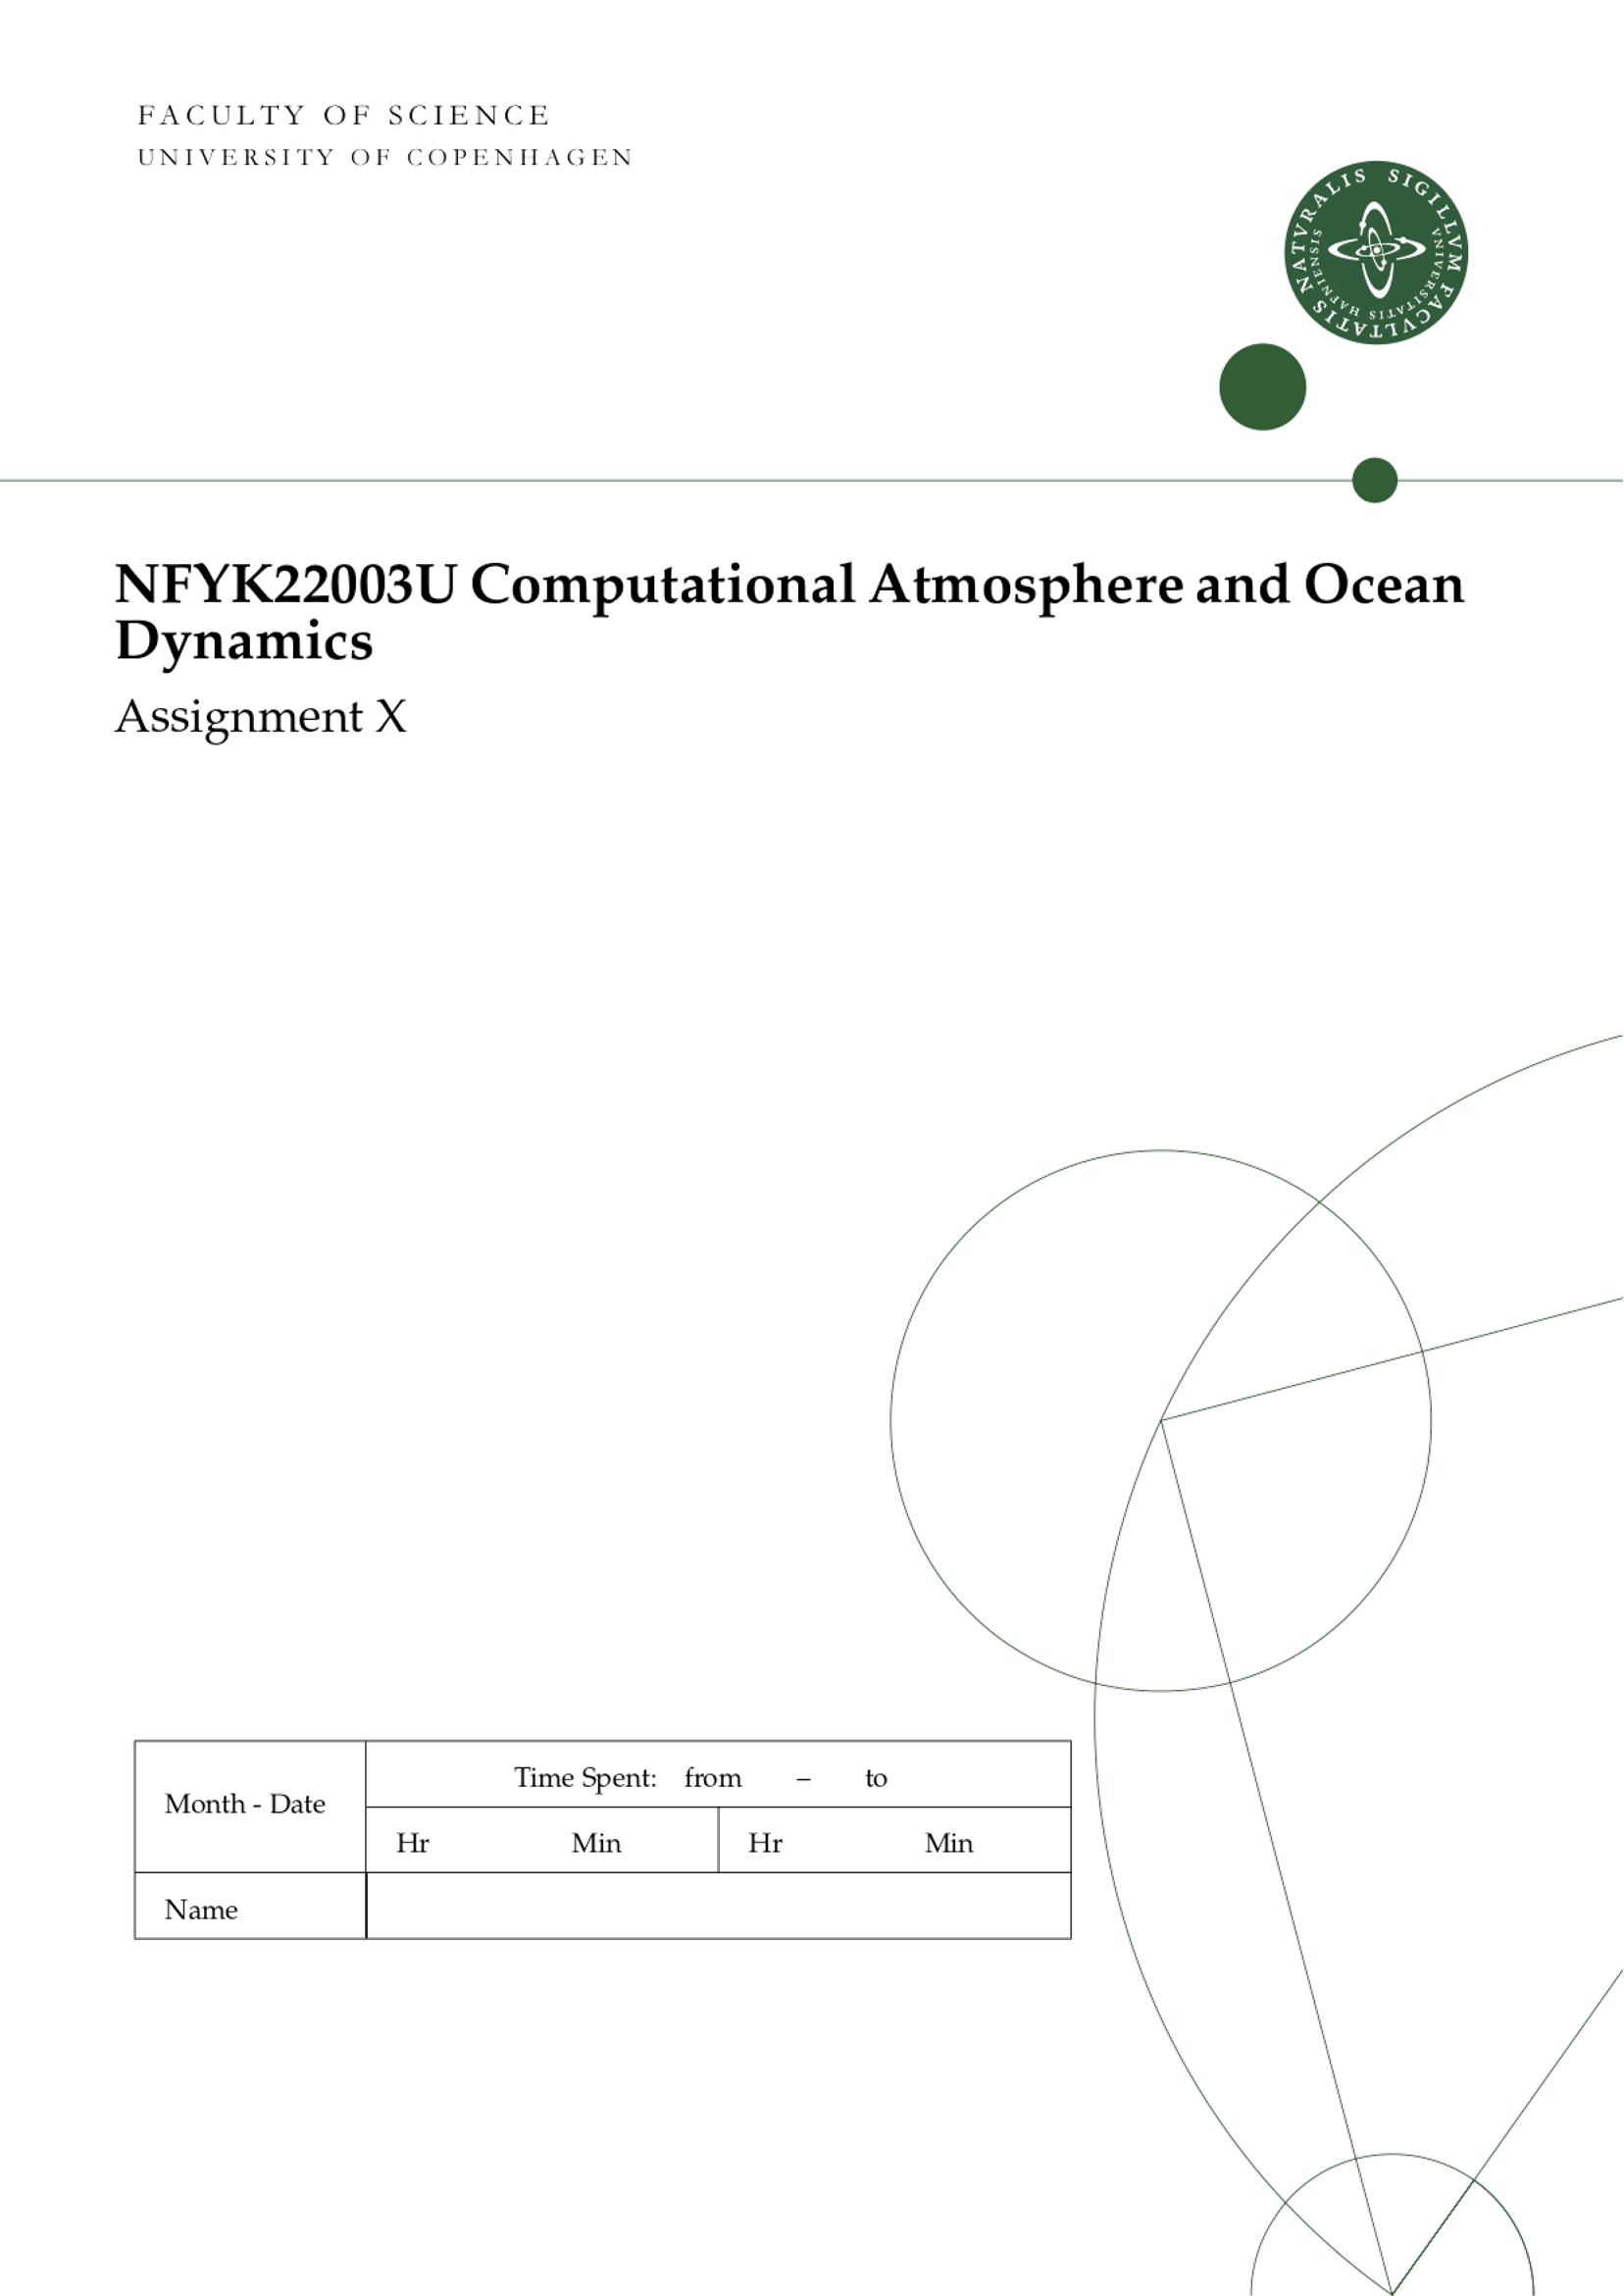 FACULTY OF SCIENCE
UNIVERSITY OF COPENHAGEN
SIGILLVM FACVLTATIS NATVRALIS
VNIVERSITATIS HAFNIENSIS
NFYK22003U Computational Atmosphere and Ocean
Dynamics
Assignment X
Month - Date
Time Spent: from – to
Hr Min Hr Min
Name